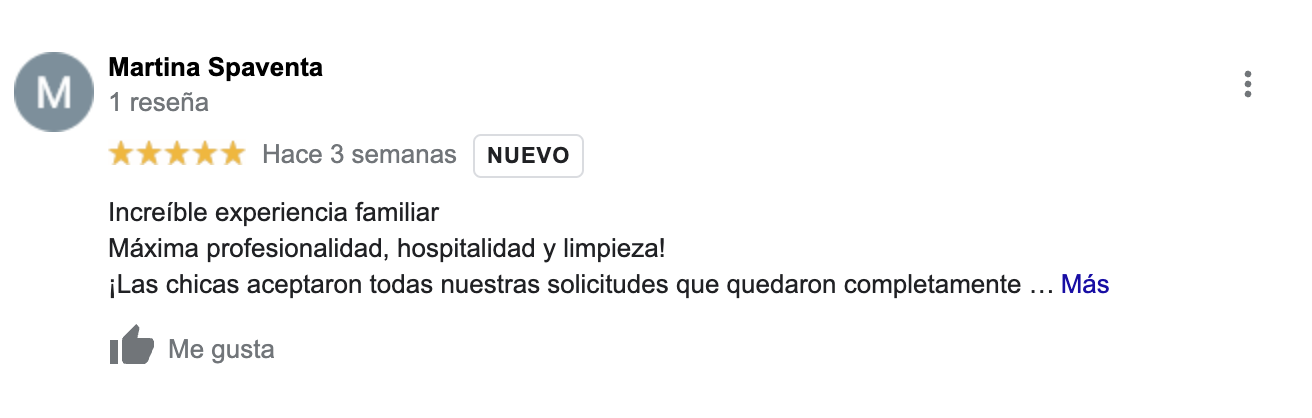 M
Martina Spaventa
1 reseña
Hace 3 semanas NUEVO
Increíble experiencia familiar
Máxima profesionalidad, hospitalidad y limpieza!
¡Las chicas aceptaron todas nuestras solicitudes que quedaron completamente … Más
Me gusta